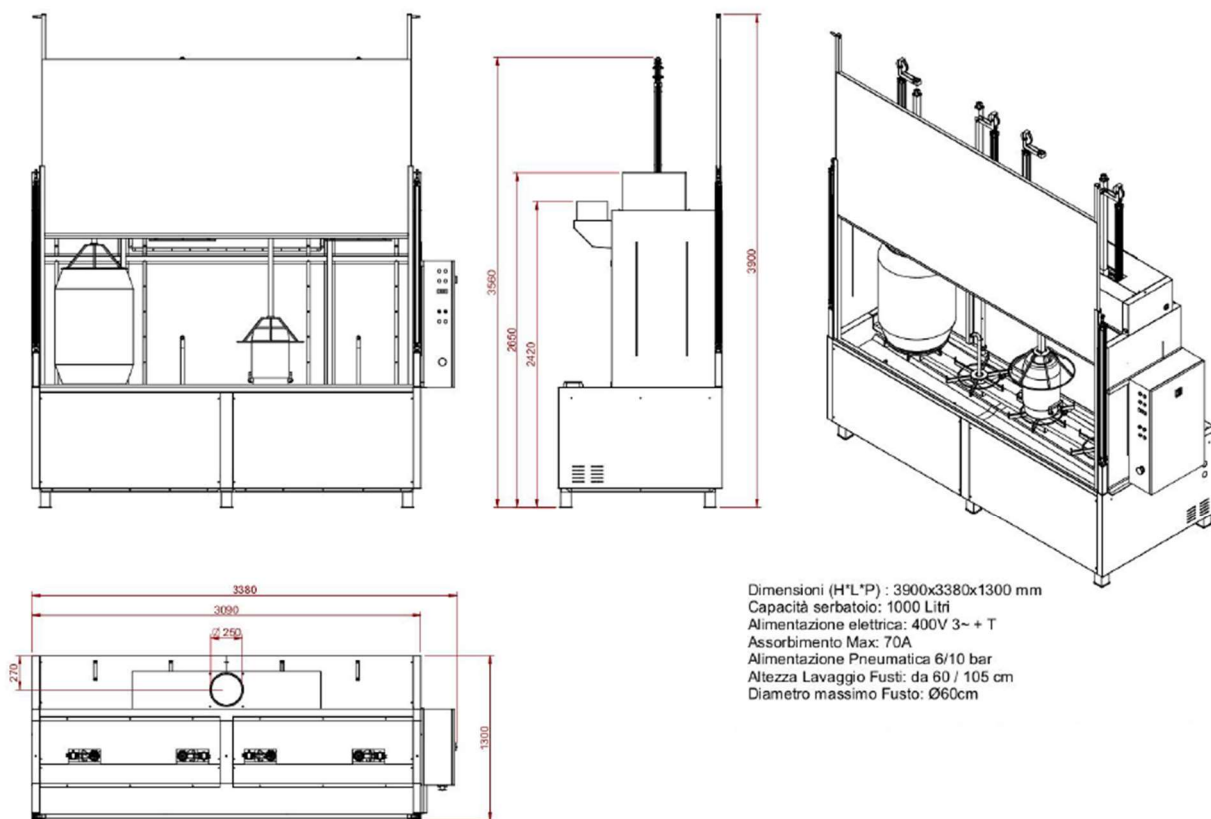 3560
2650
2420
3900
3380
3090
Ø 250
270
1300
Dimensioni (H*L*P) : 3900x3380x1300 mm
Capacità serbatoio: 1000 Litri
Alimentazione elettrica: 400V 3~ + T
Assorbimento Max: 70A
Alimentazione Pneumatica 6/10 bar
Altezza Lavaggio Fusti: da 60 / 105 cm
Diametro massimo Fusto: Ø60cm